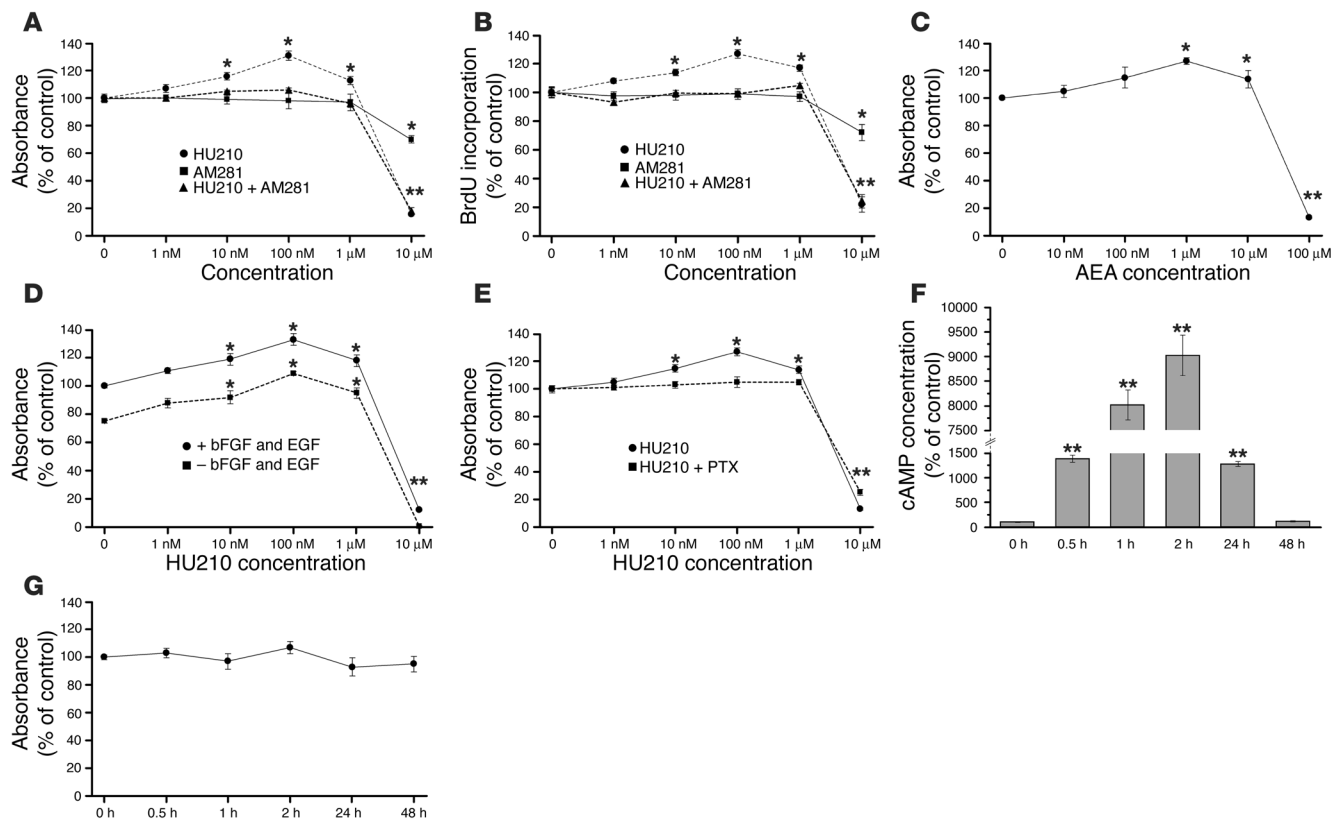 A
Absorbance
(% of control)
140
120
100
80
60
40
20
0
*
*
*
*
**
HU210
AM281
HU210 + AM281
0 1 nM 10 nM 100 nM 1 µM 10 µM
Concentration
B
BrdU incorporation
(% of control)
140
120
100
80
60
40
20
0
*
*
*
*
**
HU210
AM281
HU210 + AM281
0 1 nM 10 nM 100 nM 1 µM 10 µM
Concentration
C
Absorbance
(% of control)
140
120
100
80
60
40
20
0
*
*
**
0 10 nM 100 nM 1 µM 10 µM 100 µM
AEA concentration
D
Absorbance
(% of control)
140
120
100
80
60
40
20
0
*
*
*
*
*
*
**
+ bFGF and EGF
– bFGF and EGF
0 1 nM 10 nM 100 nM 1 µM 10 µM
HU210 concentration
E
Absorbance
(% of control)
140
120
100
80
60
40
20
0
*
*
*
**
HU210
HU210 + PTX
0 1 nM 10 nM 100 nM 1 µM 10 µM
HU210 concentration
F
cAMP concentration
(% of control)
10000
9500
9000
8500
8000
7500
1500
1000
500
0
**
**
**
**
0 h 0.5 h 1 h 2 h 24 h 48 h
G
Absorbance
(% of control)
140
120
100
80
60
40
20
0
0 h 0.5 h 1 h 2 h 24 h 48 h